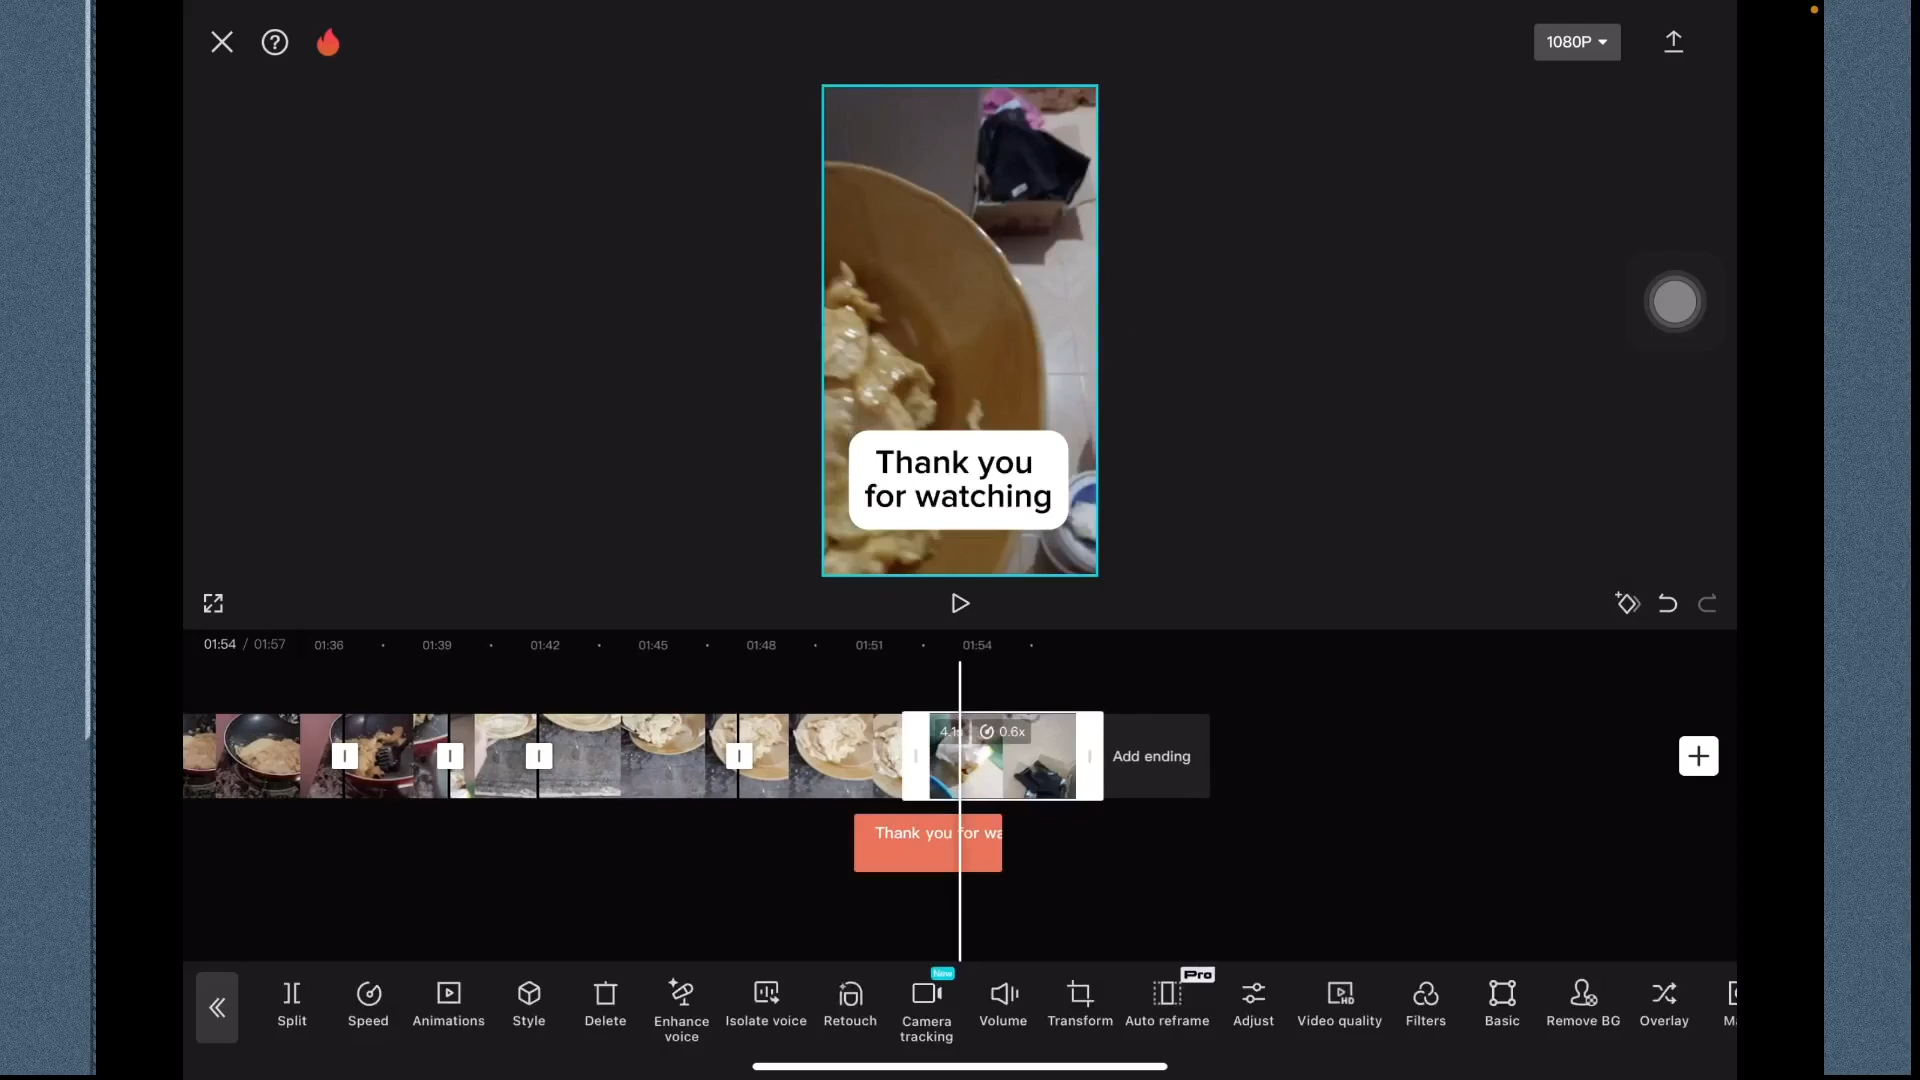 1080P
Thank you
for watching
01:54 / 01:57
01:36
01:39
01:42
01:45
01:48
01:51
01:54
0.6x
Add ending
Thank you for wa
New
Pro
Split
Speed
Animations
Style
Delete
Enhance
voice
Isolate voice
Retouch
Camera
tracking
Volume
Transform
Auto reframe
Adjust
HD
Video quality
Filters
Basic
Remove BG
Overlay